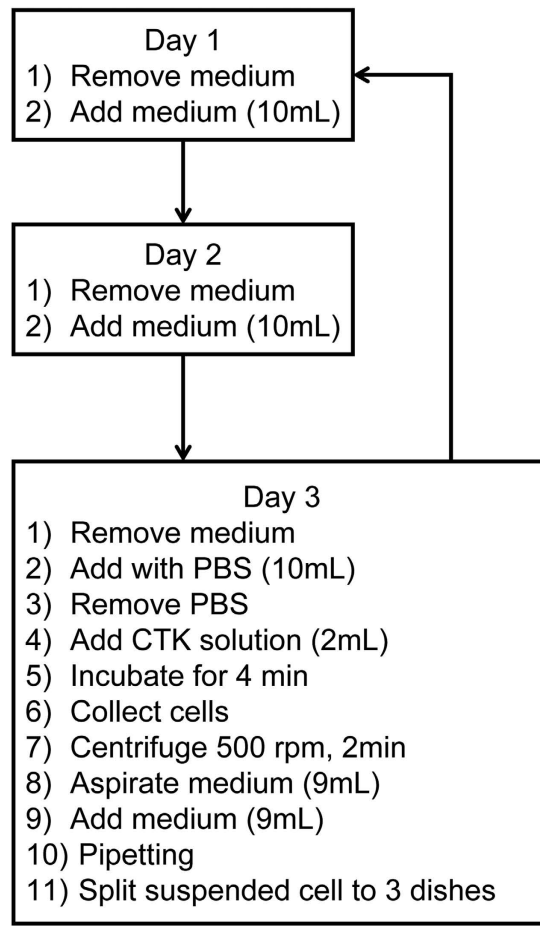 Day 1
1) Remove medium
2) Add medium (10mL)
Day 2
1) Remove medium
2) Add medium (10mL)
Day 3
1) Remove medium
2) Add with PBS (10mL)
3) Remove PBS
4) Add CTK solution (2mL)
5) Incubate for 4 min
6) Collect cells
7) Centrifuge 500 rpm, 2min
8) Aspirate medium (9mL)
9) Add medium (9mL)
10) Pipetting
11) Split suspended cell to 3 dishes